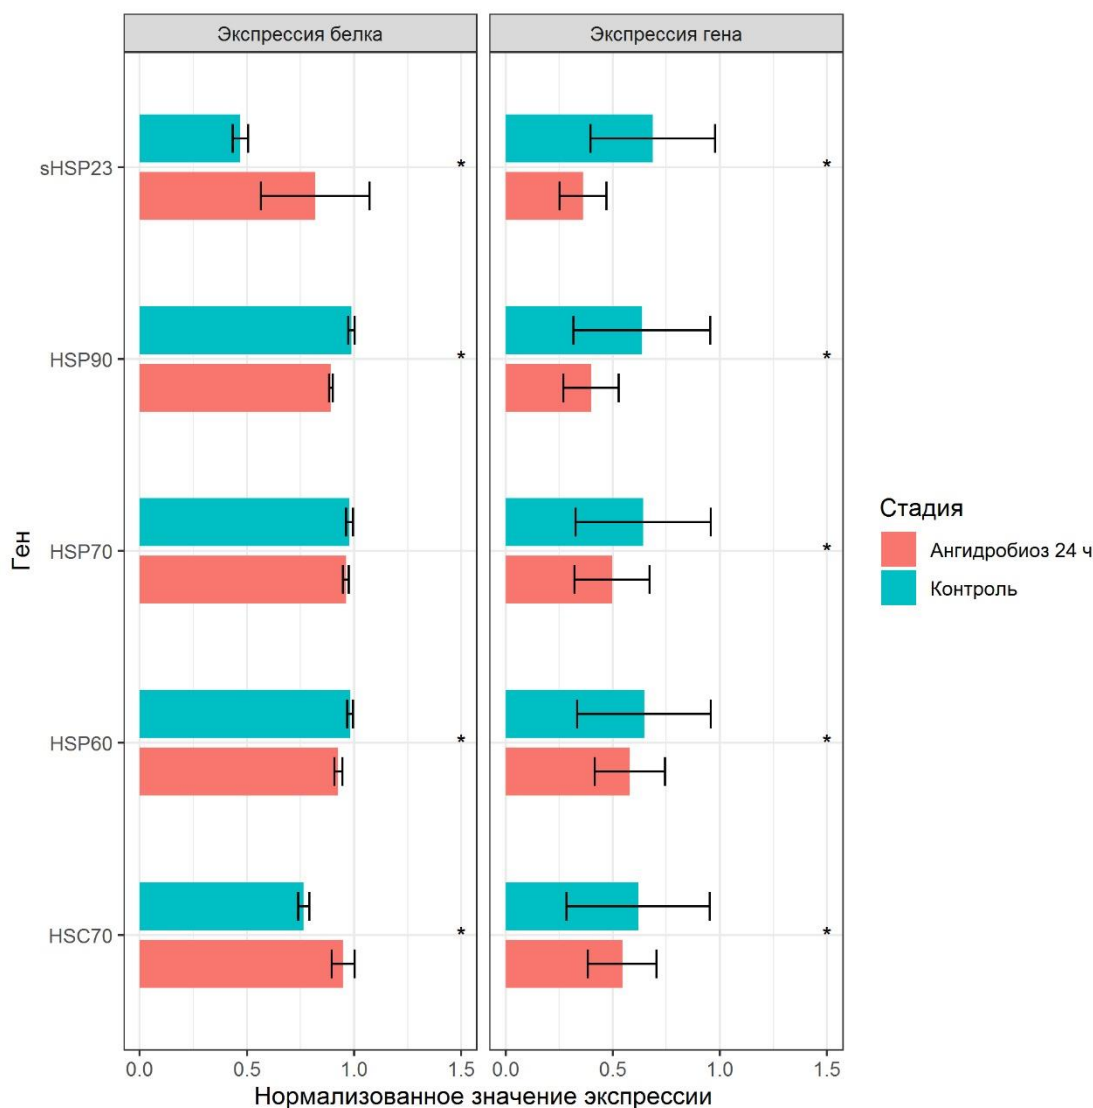 Экспрессия белка
Экспрессия гена
sHSP23
*
*
HSP90
*
*
HSP70
*
HSP60
*
*
HSC70
*
*
Ген
0.0 0.5 1.0 1.5
0.0 0.5 1.0 1.5
Нормализованное значение экспрессии
Стадия
Ангидробиоз 24 ч
Контроль